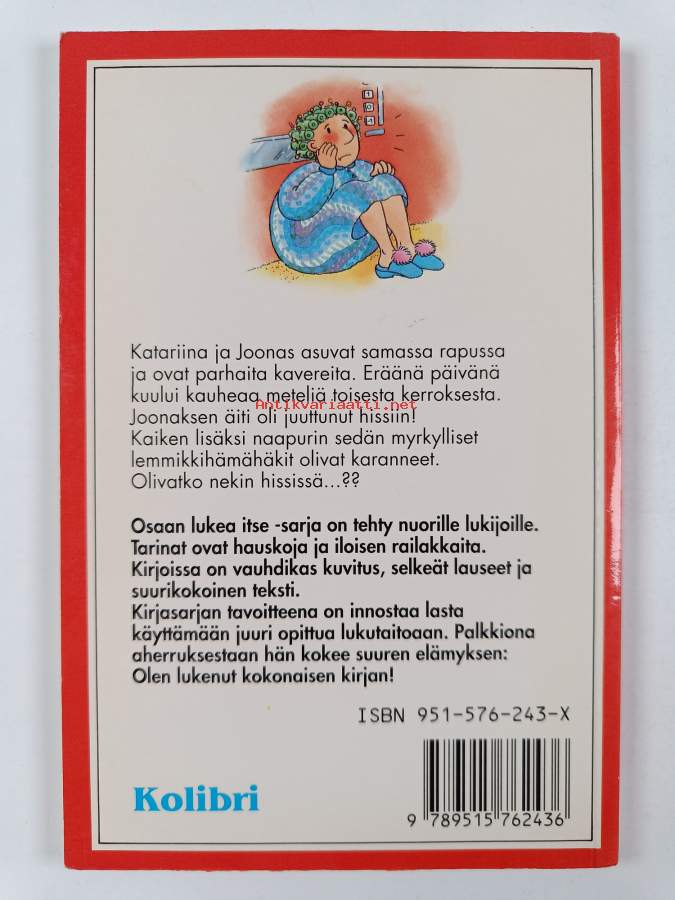 1
0
-1
Katariina ja Joonas asuvat samassa rapussa
ja ovat parhaita kavereita. Eräänä päivänä
kuului kauheaa meteliä toisesta kerroksesta.
Antikvariaatti.net
Joonaksen äiti oli juuttunut hissiin!
Kaiken lisäksi naapurin sedän myrkylliset
lemmikkihämähäkit olivat karanneet.
Olivatko nekin hississä...??
Osaan lukea itse -sarja on tehty nuorille lukijoille.
Tarinat ovat hauskoja ja iloisen railakkaita.
Kirjoissa on vauhdikas kuvitus, selkeät lauseet ja
suurikokoinen teksti.
Kirjasarjan tavoitteena on innostaa lasta
käyttämään juuri opittua lukutaitoaan. Palkkiona
aherruksestaan hän kokee suuren elämyksen:
Olen lukenut kokonaisen kirjan!
ISBN 951-576-243-X
Kolibri
9 789515 762436